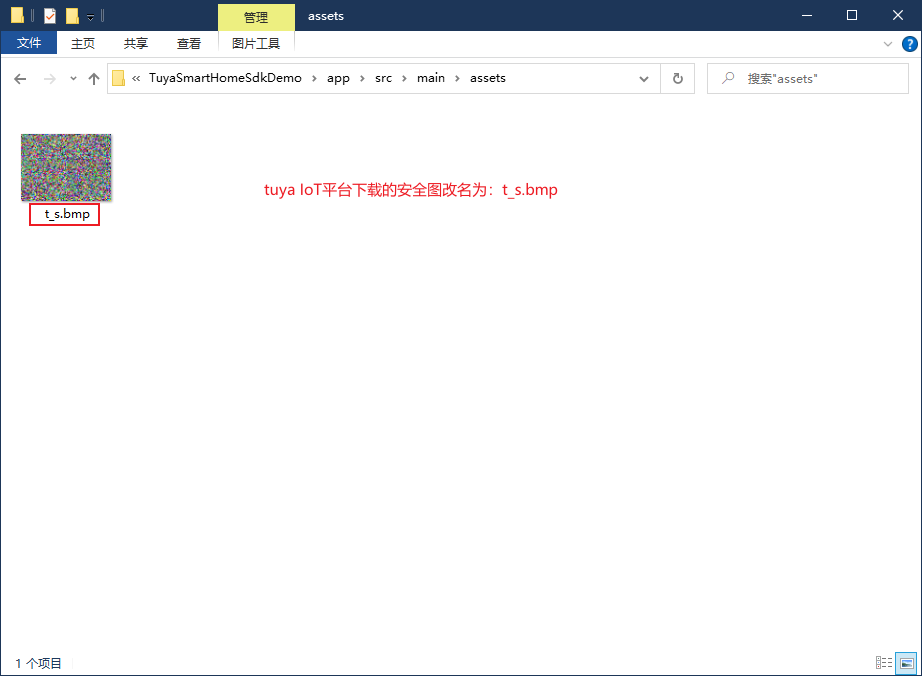 管理
assets
文件
主页
共享
查看
图片工具
« TuyaSmartHomeSdkDemo › app › src › main › assets
搜索"assets"
t_s.bmp
tuya IoT平台下载的安全图改名为：t_s.bmp
1 个项目